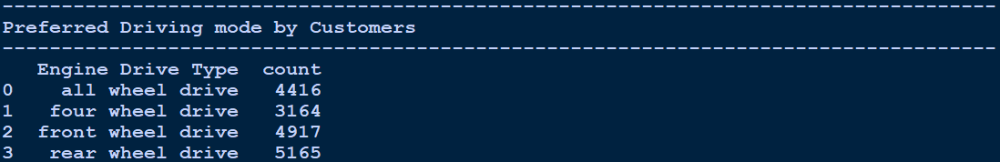 ------------------------------------------------------------------------------------
Preferred Driving mode by Customers
------------------------------------------------------------------------------------
   Engine Drive Type  count
0    all wheel drive   4416
1   four wheel drive   3164
2  front wheel drive   4917
3   rear wheel drive   5165